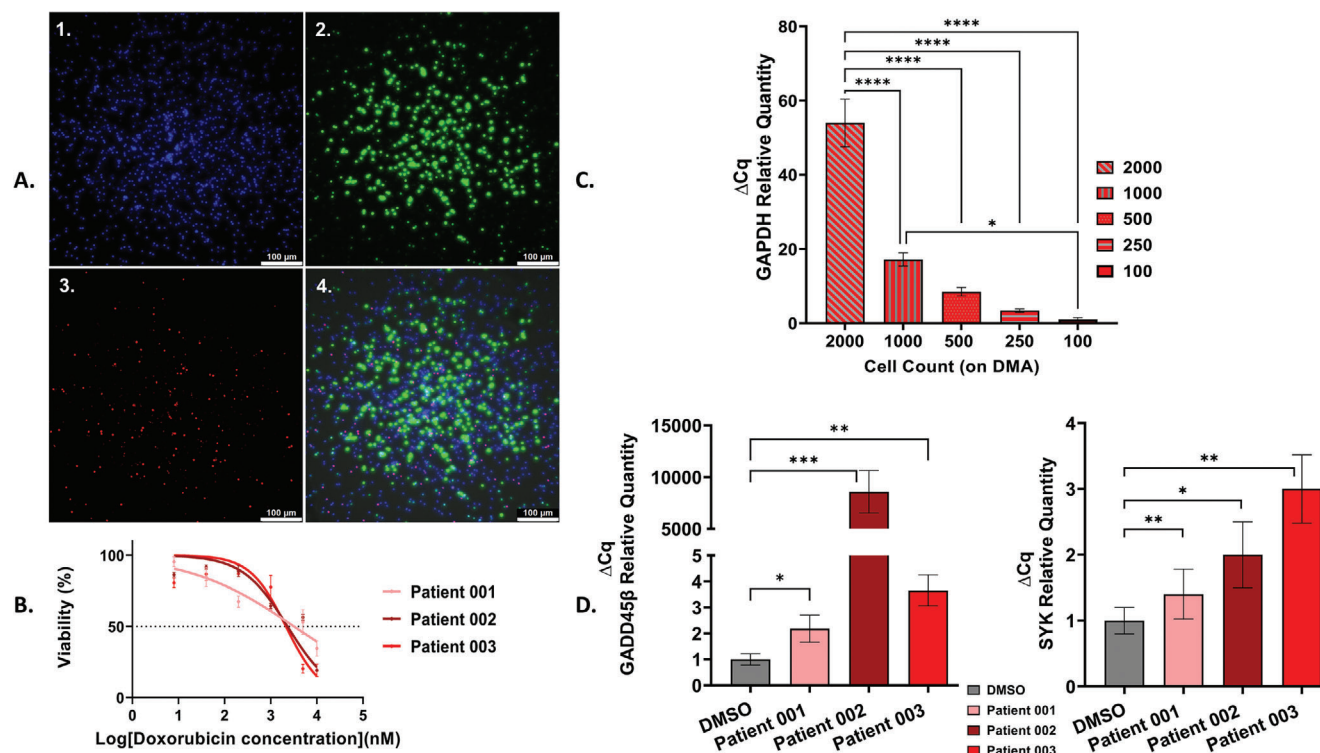 A.
1.
2.
100 µm
100 µm
3.
4.
100 µm
100 µm
B.
Viability (%)
100
50
0
0
1
2
3
4
5
Log[Doxorubicin concentration](nM)
Patient 001
Patient 002
Patient 003
C.
ΔCq
GAPDH Relative Quantity
80
60
40
20
0
****
****
****
****
*
2000
1000
500
250
100
Cell Count (on DMA)
2000
1000
500
250
100
D.
ΔCq
GADD45β Relative Quantity
15000
10000
5000
5
4
3
2
1
0
**
***
*
DMSO
Patient 001
Patient 002
Patient 003
DMSO
Patient 001
Patient 002
Patient 003
ΔCq
SYK Relative Quantity
4
3
2
1
0
**
*
**
DMSO
Patient 001
Patient 002
Patient 003